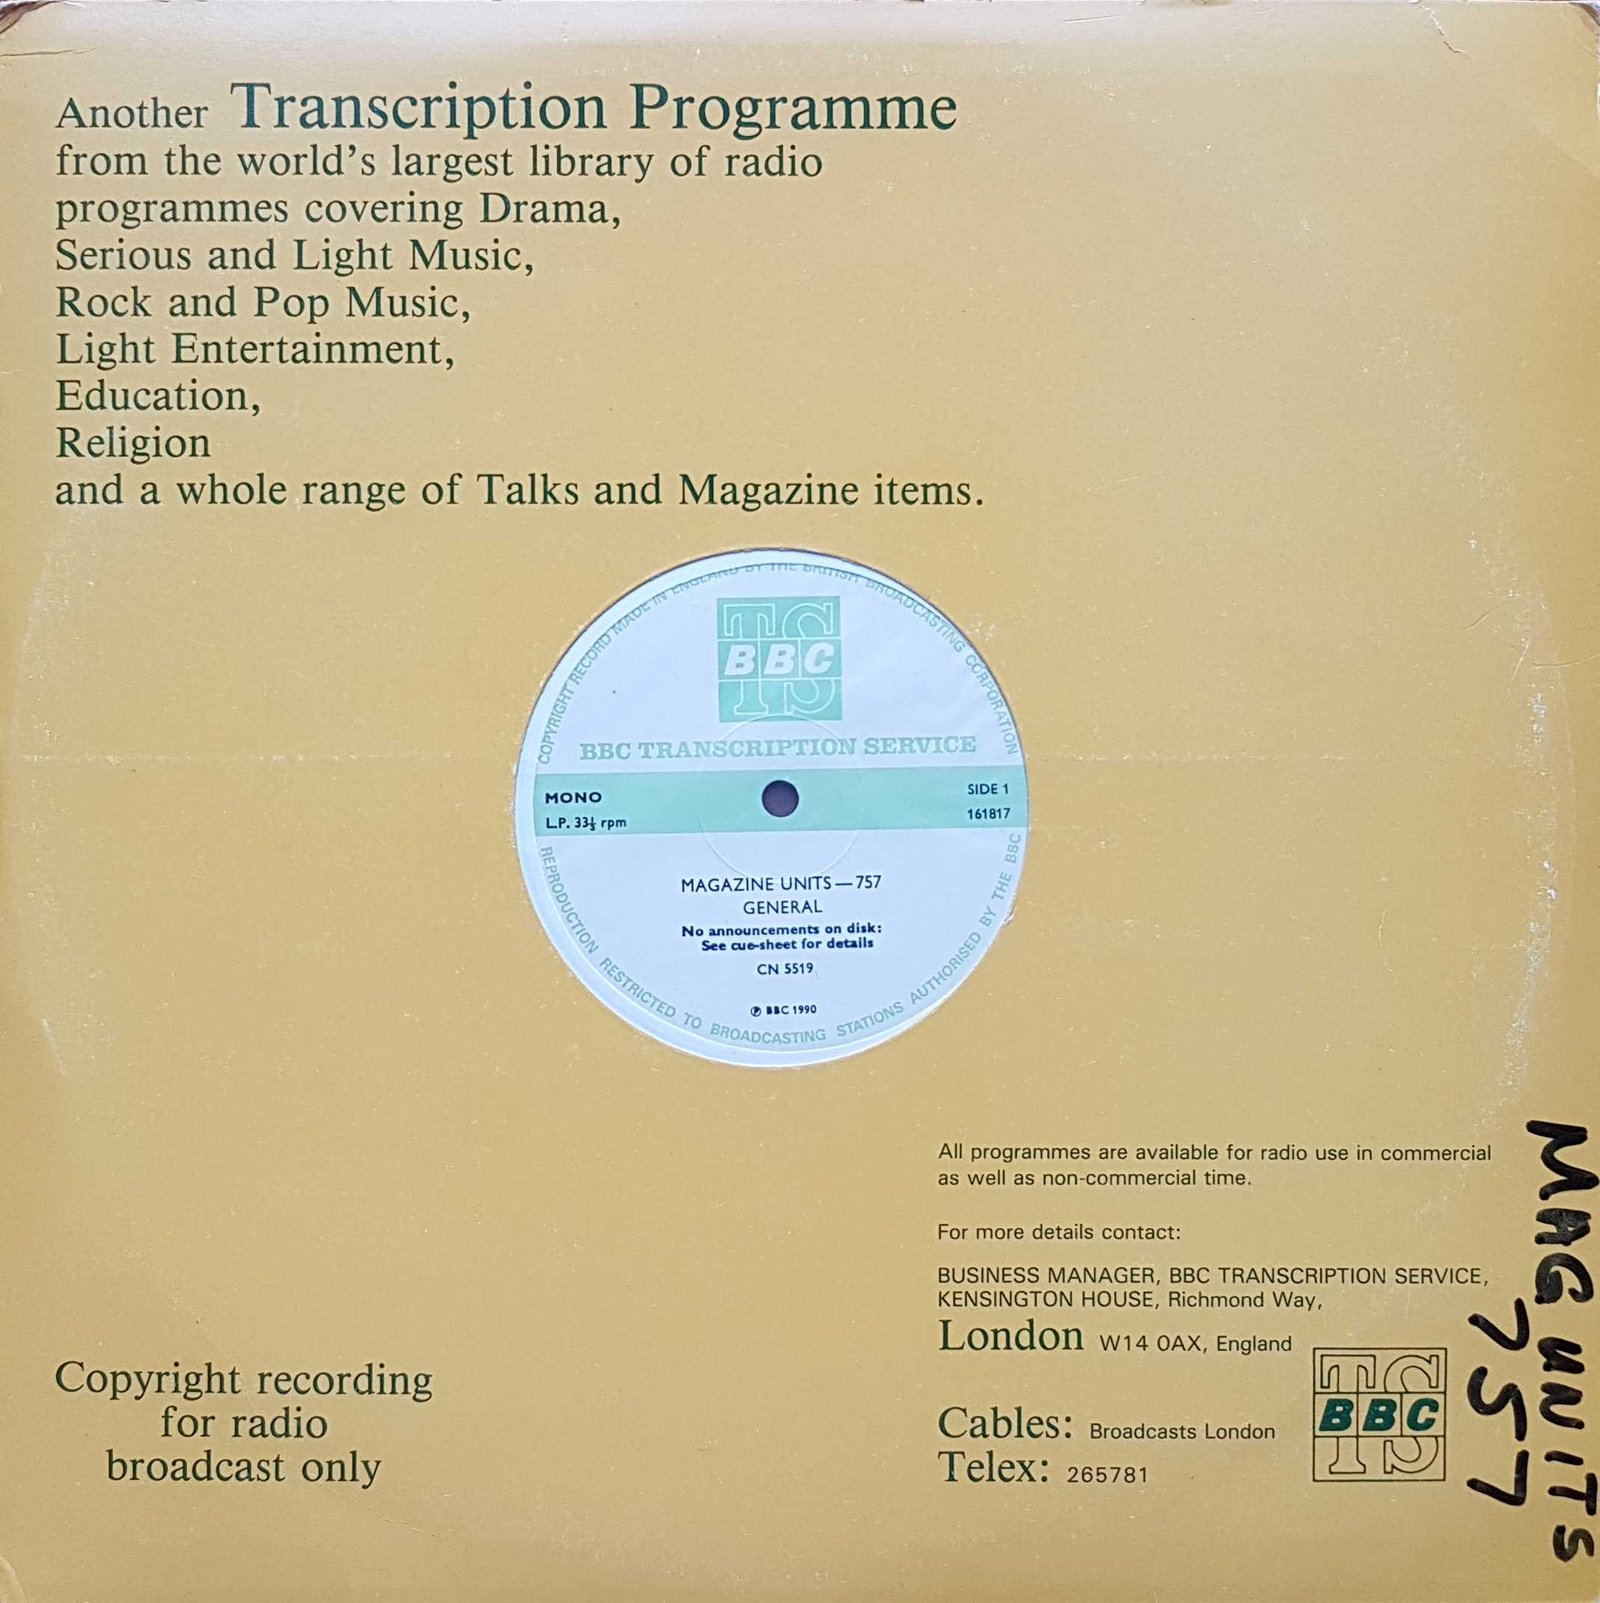 Another Transcription Programme
from the world's largest library of radio
programmes covering Drama,
Serious and Light Music,
Rock and Pop Music,
Light Entertainment,
Education,
Religion
and a whole range of Talks and Magazine items.
COPYRIGHT RECORD MADE IN ENGLAND BY THE BRITISH BROADCASTING CORPORATION
TS
BBC
TS
BBC TRANSCRIPTION SERVICE
MONO
L.P. 33⅓ rpm
SIDE 1
161817
MAGAZINE UNITS—757
GENERAL
No announcements on disk:
See cue-sheet for details
CN 5519
℗ BBC 1990
REPRODUCTION RESTRICTED TO BROADCASTING STATIONS AUTHORISED BY THE BBC
All programmes are available for radio use in commercial
as well as non-commercial time.
For more details contact:
BUSINESS MANAGER, BBC TRANSCRIPTION SERVICE,
KENSINGTON HOUSE, Richmond Way,
London W14 0AX, England
Cables: Broadcasts London
Telex: 265781
TS
BBC
TS
Copyright recording
for radio
broadcast only
MAG UNITS
757